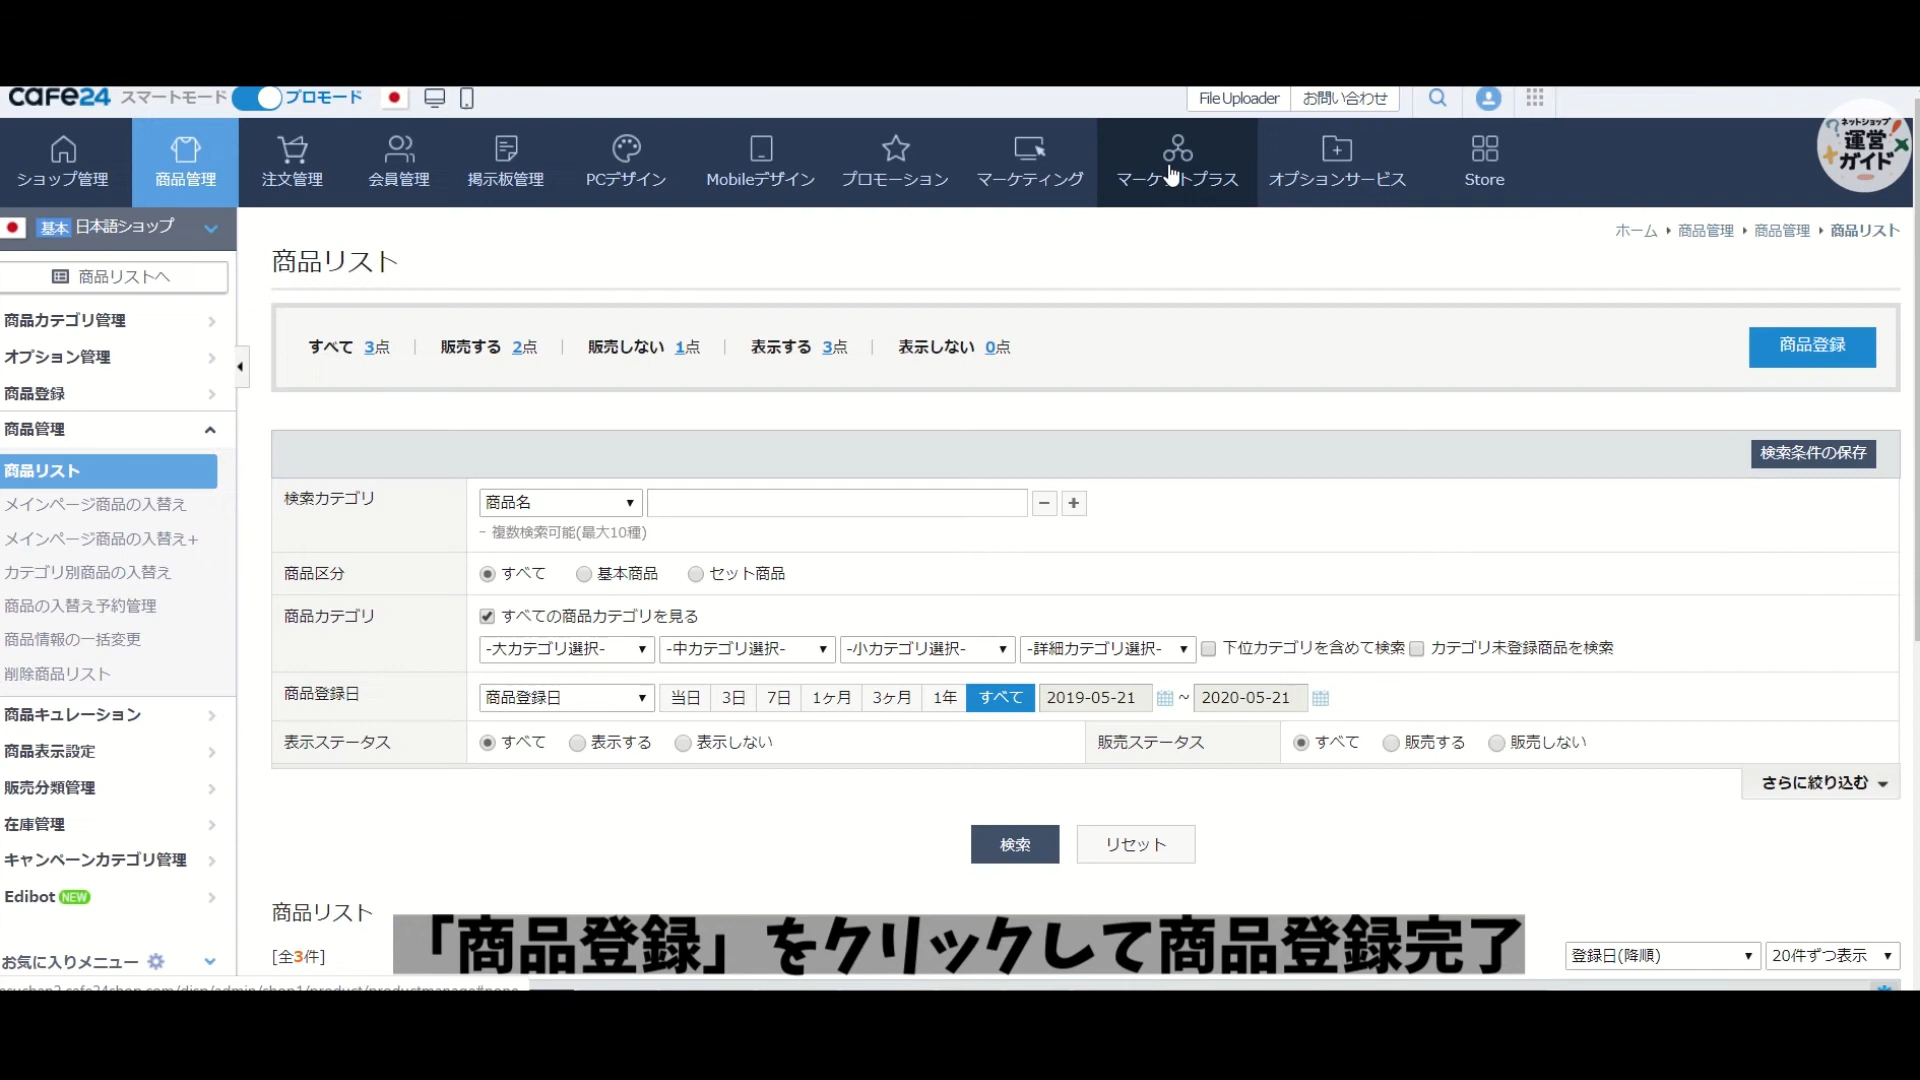 cafe24 スマートモード プロモード File Uploader お問い合わせ
ネットショップ
運営
ガイド
ショップ管理 商品管理 注文管理 会員管理 掲示板管理 PCデザイン Mobileデザイン プロモーション マーケティング マーケットプラス オプションサービス Store
基本 日本語ショップ
ホーム 商品管理 商品管理 商品リスト
商品リストへ
商品カテゴリ管理
オプション管理
商品登録
商品管理
商品リスト
メインページ商品の入替え
メインページ商品の入替え+
カテゴリ別商品の入替え
商品の入替え予約管理
商品情報の一括変更
削除商品リスト
商品キュレーション
商品表示設定
販売分類管理
在庫管理
キャンペーンカテゴリ管理
Edibot NEW
お気に入りメニュー
商品リスト
すべて 3点 | 販売する 2点 | 販売しない 1点 | 表示する 3点 | 表示しない 0点
商品登録
検索条件の保存
検索カテゴリ 商品名 − +
- 複数検索可能(最大10種)
商品区分 すべて 基本商品 セット商品
商品カテゴリ すべての商品カテゴリを見る
-大カテゴリ選択- -中カテゴリ選択- -小カテゴリ選択- -詳細カテゴリ選択- 下位カテゴリを含めて検索 カテゴリ未登録商品を検索
商品登録日 商品登録日 当日 3日 7日 1ヶ月 3ヶ月 1年 すべて 2019-05-21 ~ 2020-05-21
表示ステータス すべて 表示する 表示しない 販売ステータス すべて 販売する 販売しない
さらに絞り込む
検索 リセット
商品リスト
[全3件] 登録日(降順) 20件ずつ表示
「商品登録」をクリックして商品登録完了